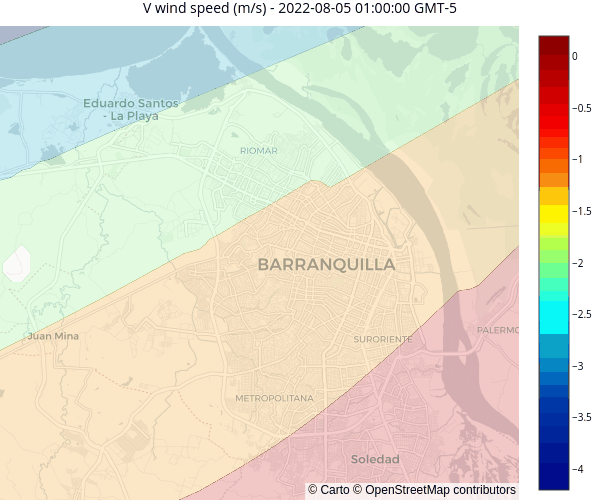 V wind speed (m/s) - 2022-08-05 01:00:00 GMT-5
Eduardo Santos
- La Playa
RIOMAR
BARRANQUILLA
Juan Mina
SURORIENTE
PALERMO
METROPOLITANA
Soledad
© Carto © OpenStreetMap contributors
0
−0.5
−1
−1.5
−2
−2.5
−3
−3.5
−4